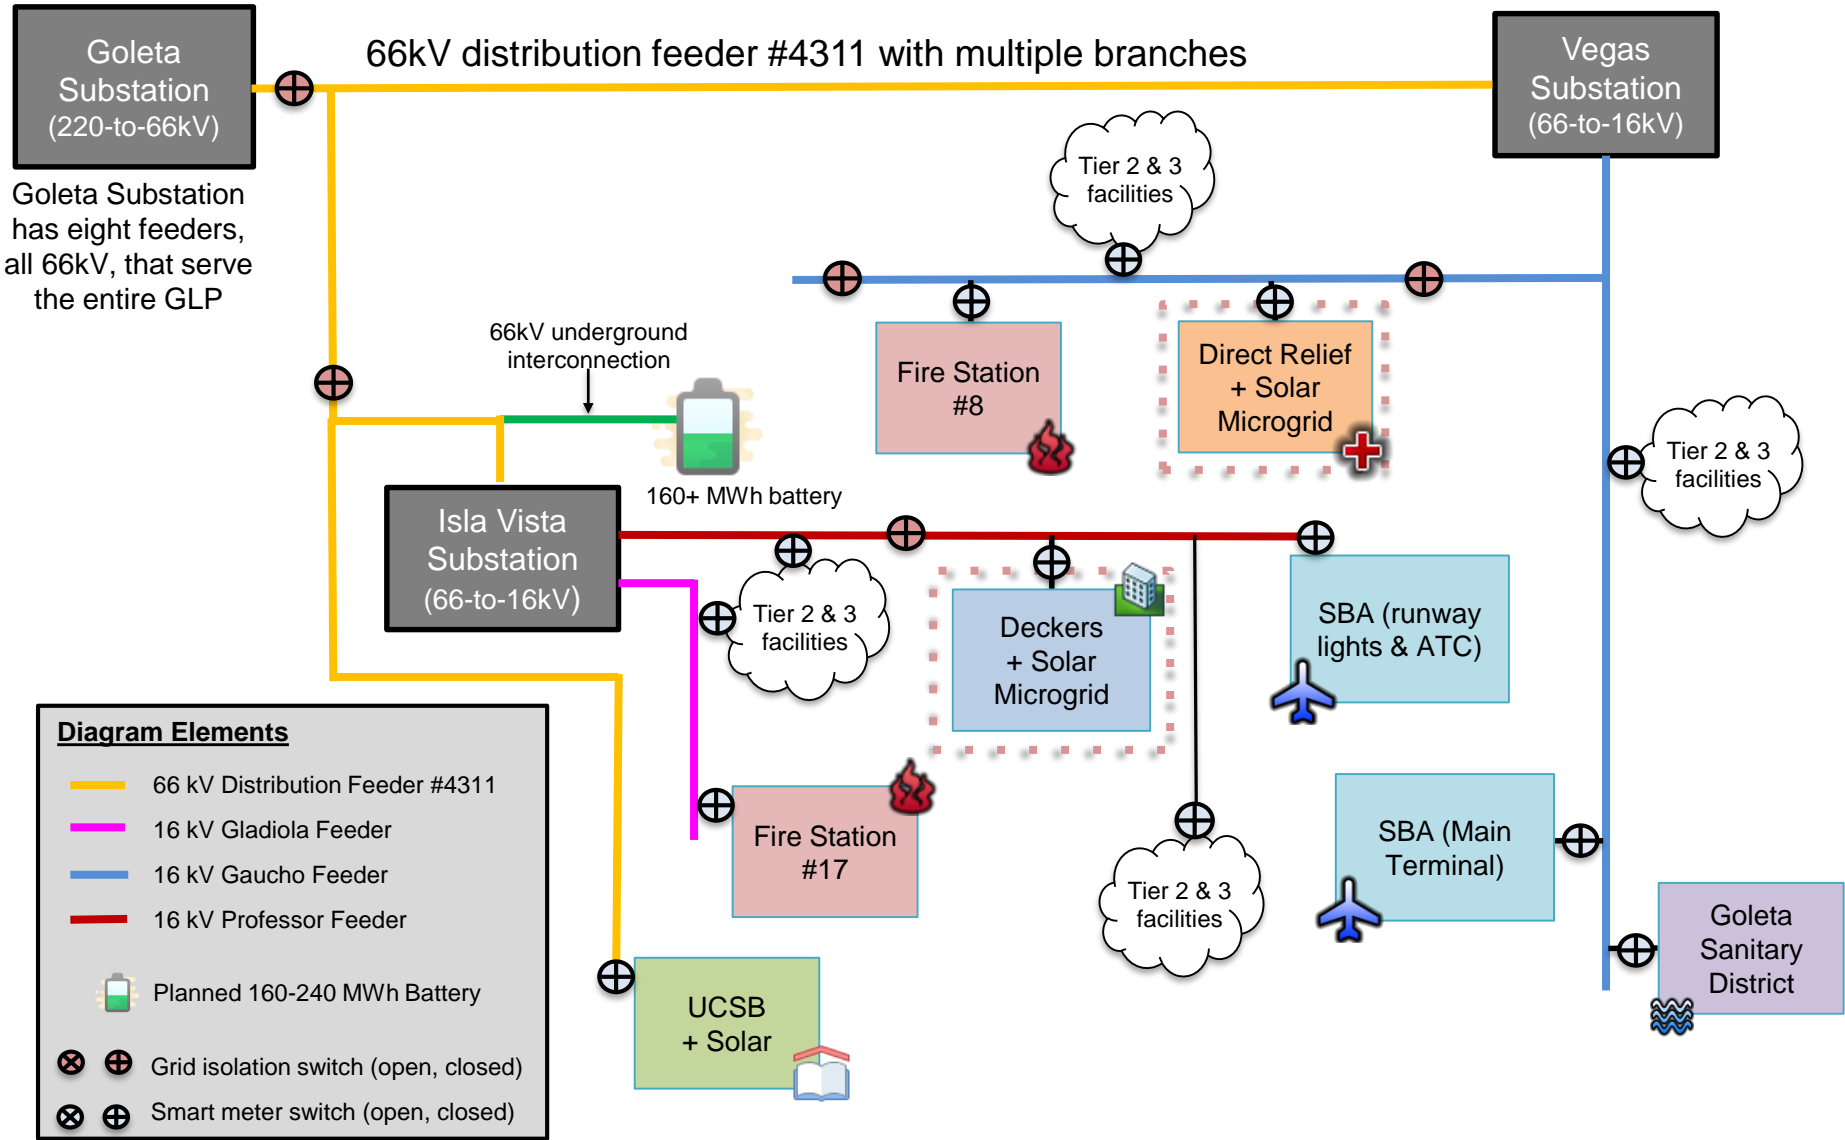 Goleta
Substation
(220-to-66kV)
66kV distribution feeder #4311 with multiple branches
Vegas
Substation
(66-to-16kV)
Goleta Substation
has eight feeders,
all 66kV, that serve
the entire GLP
Tier 2 & 3
facilities
66kV underground
interconnection
Fire Station
#8
Direct Relief
+ Solar
Microgrid
Tier 2 & 3
facilities
160+ MWh battery
Isla Vista
Substation
(66-to-16kV)
Tier 2 & 3
facilities
Deckers
+ Solar
Microgrid
SBA (runway
lights & ATC)
Diagram Elements
66 kV Distribution Feeder #4311
16 kV Gladiola Feeder
16 kV Gaucho Feeder
16 kV Professor Feeder
Planned 160-240 MWh Battery
Grid isolation switch (open, closed)
Smart meter switch (open, closed)
Fire Station
#17
Tier 2 & 3
facilities
SBA (Main
Terminal)
Goleta
Sanitary
District
UCSB
+ Solar